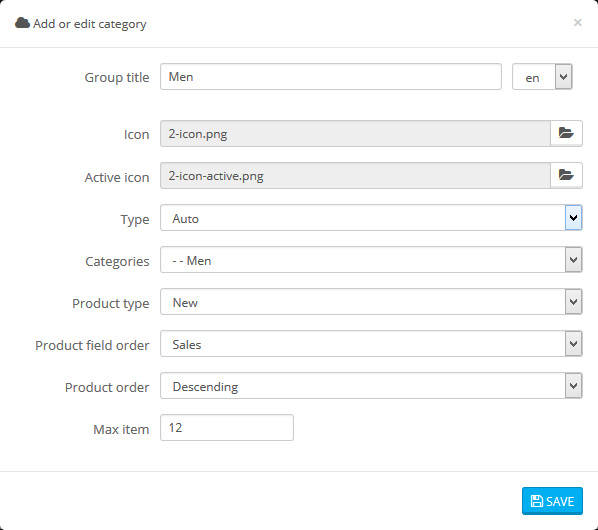 Add or edit category ×
Group title Men en
Icon 2-icon.png
Active icon 2-icon-active.png
Type Auto
Categories - - Men
Product type New
Product field order Sales
Product order Descending
Max item 12
SAVE